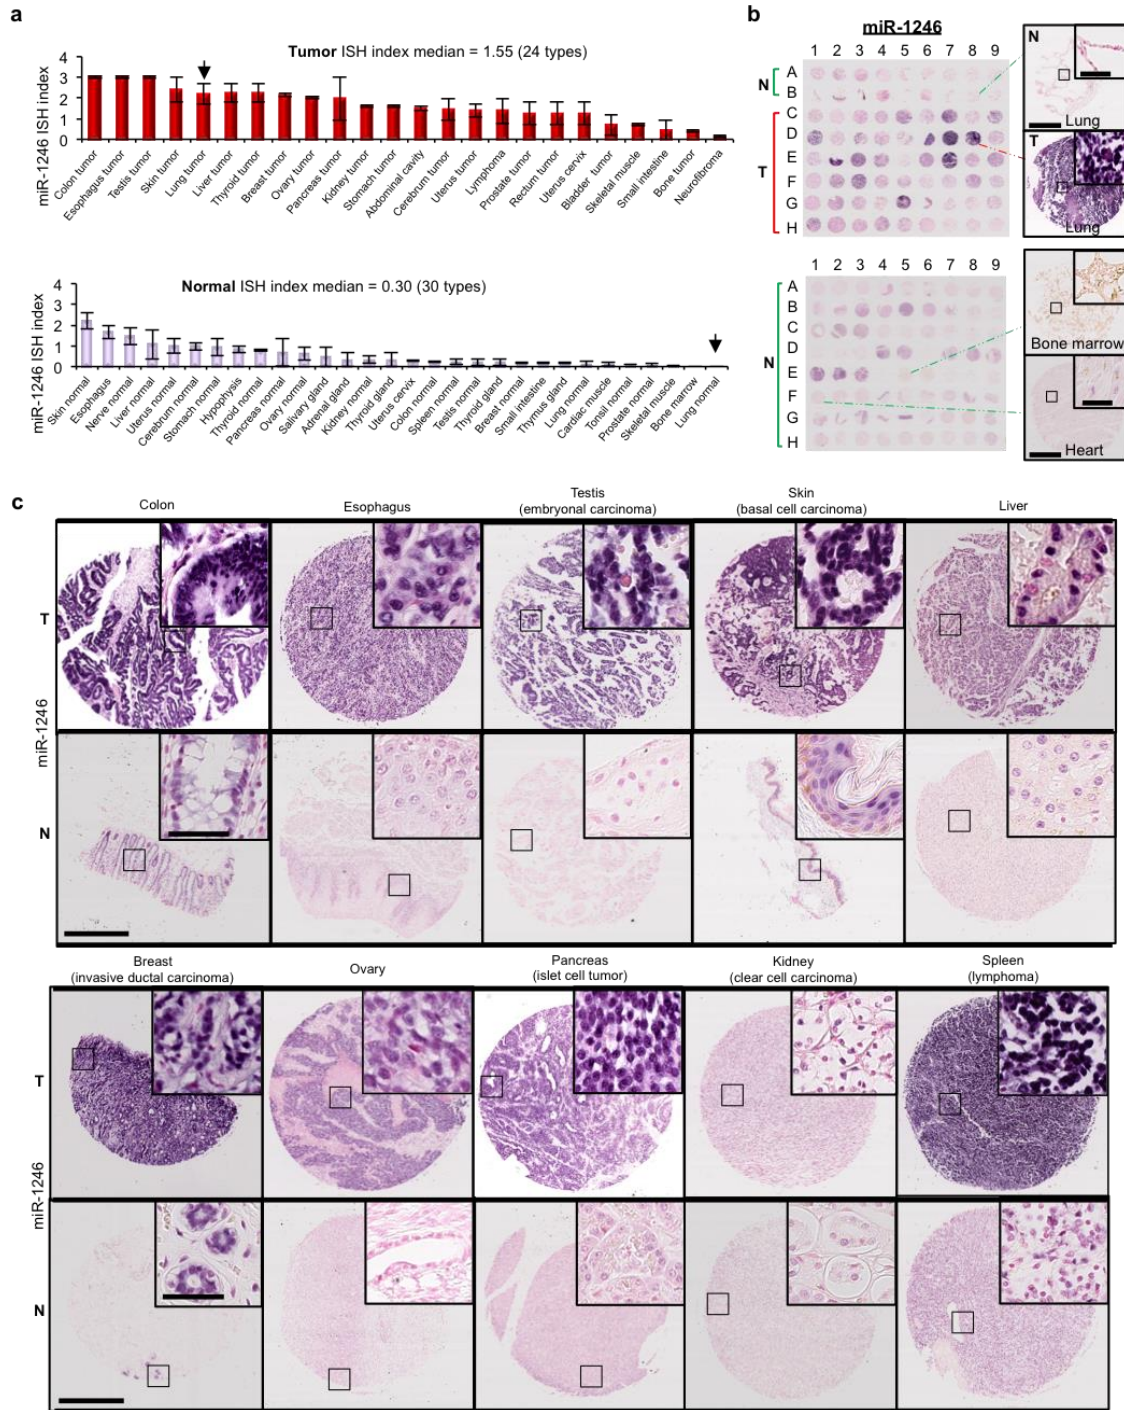 a
Tumor ISH index median = 1.55 (24 types)
miR-1246 ISH index
4
3
2
1
0
Colon tumor
Esophagus tumor
Testis tumor
Skin tumor
Lung tumor
Liver tumor
Thyroid tumor
Breast tumor
Ovary tumor
Pancreas tumor
Kidney tumor
Stomach tumor
Abdominal cavity
Cerebrum tumor
Uterus tumor
Lymphoma
Prostate tumor
Rectum tumor
Uterus cervix
Bladder tumor
Skeletal muscle
Small intestine
Bone tumor
Neurofibroma
Normal ISH index median = 0.30 (30 types)
miR-1246 ISH index
4
3
2
1
0
Skin normal
Esophagus
Nerve normal
Liver normal
Uterus normal
Cerebrum normal
Stomach normal
Hypophysis
Thyroid normal
Pancreas normal
Ovary normal
Salivary gland
Adrenal gland
Kidney normal
Thyroid gland
Uterus cervix
Colon normal
Spleen normal
Testis normal
Thyroid gland
Breast normal
Small intestine
Thymus gland
Lung normal
Cardiac muscle
Tonsil normal
Prostate normal
Skeletal muscle
Bone marrow
Lung normal
b
miR-1246
1 2 3 4 5 6 7 8 9
N
A
B
T
C
D
E
F
G
H
N
Lung
T
Lung
1 2 3 4 5 6 7 8 9
N
A
B
C
D
E
F
G
H
Bone marrow
Heart
c
Colon
Esophagus
Testis
(embryonal carcinoma)
Skin
(basal cell carcinoma)
Liver
T
miR-1246
N
Breast
(invasive ductal carcinoma)
Ovary
Pancreas
(islet cell tumor)
Kidney
(clear cell carcinoma)
Spleen
(lymphoma)
T
miR-1246
N